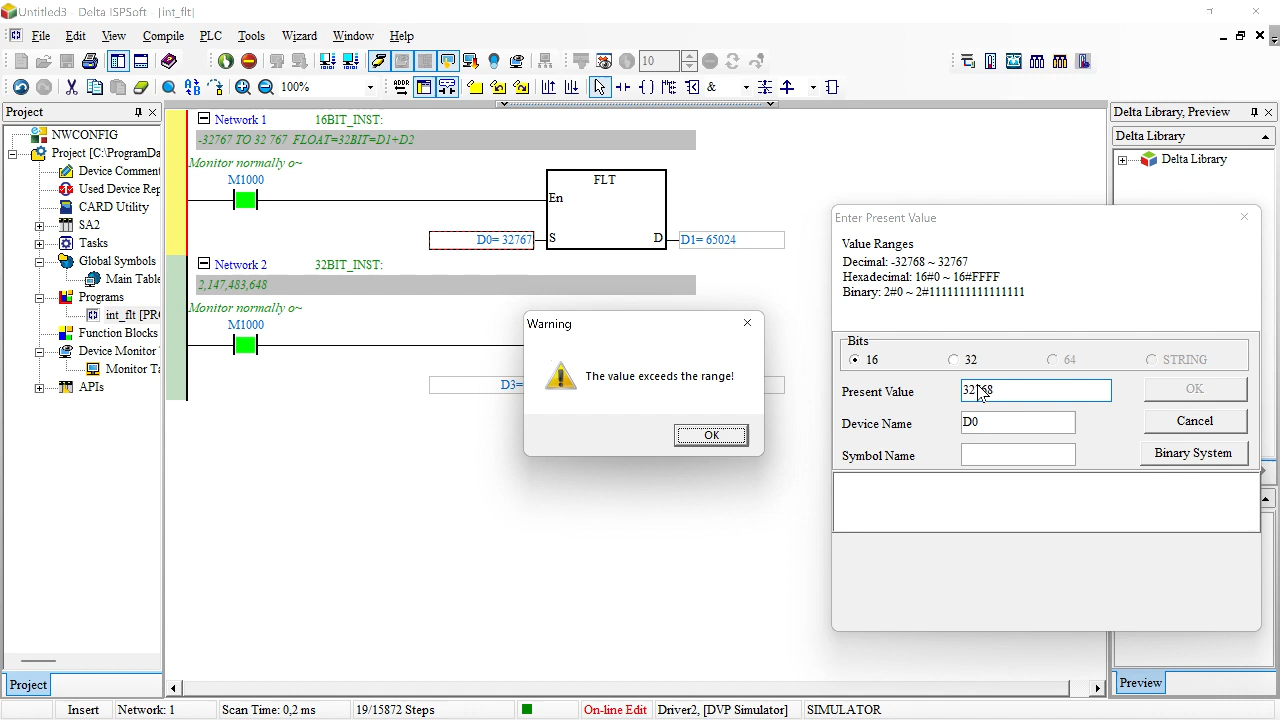 Untitled3 - Delta ISPSoft - [int_flt]
File Edit View Compile PLC Tools Wizard Window Help
10
100%
&
Project
NWCONFIG
Project [C:\ProgramDa
Device Comment
Used Device Rep
CARD Utility
SA2
Tasks
Global Symbols
Main Table
Programs
int_flt [PRO
Function Blocks
Device Monitor
Monitor Ta
APIs
Project
Network 1 16BIT_INST:
-32767 TO 32 767 FLOAT=32BIT=D1+D2
Monitor normally o~
M1000
FLT
En
D0= 32767 S D D1= 65024
Network 2 32BIT_INST:
2,147,483,648
Monitor normally o~
M1000
D3=
Warning
The value exceeds the range!
OK
Enter Present Value
Value Ranges
Decimal: -32768 ~ 32767
Hexadecimal: 16#0 ~ 16#FFFF
Binary: 2#0 ~ 2#1111111111111111
Bits
16 32 64 STRING
Present Value OK
Device Name D0 Cancel
Symbol Name Binary System
Delta Library, Preview
Delta Library
Delta Library
Preview
Insert Network: 1 Scan Time: 0,2 ms 19/15872 Steps On-line Edit Driver2, [DVP Simulator] SIMULATOR